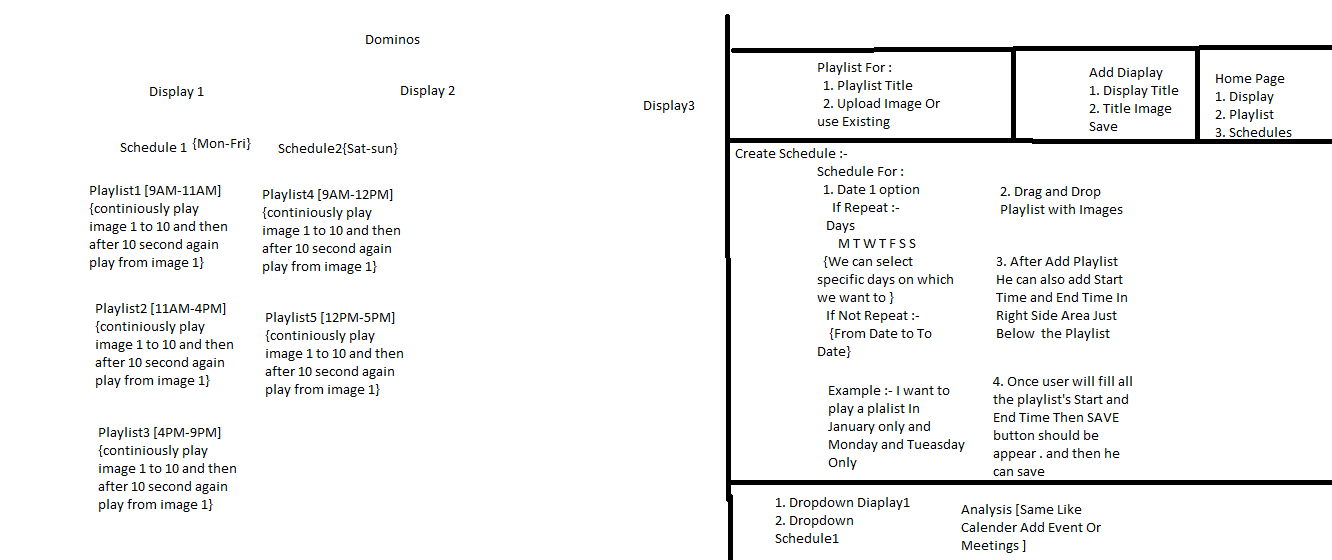 Dominos
Display 1
Display 2
Display3
Schedule 1 {Mon-Fri}
Schedule2{Sat-sun}
Playlist1 [9AM-11AM]
{continiously play
image 1 to 10 and then
after 10 second again
play from image 1}
Playlist4 [9AM-12PM]
{continiously play
image 1 to 10 and then
after 10 second again
play from image 1}
Playlist2 [11AM-4PM]
{continiously play
image 1 to 10 and then
after 10 second again
play from image 1}
Playlist5 [12PM-5PM]
{continiously play
image 1 to 10 and then
after 10 second again
play from image 1}
Playlist3 [4PM-9PM]
{continiously play
image 1 to 10 and then
after 10 second again
play from image 1}
Playlist For :
1. Playlist Title
2. Upload Image Or
use Existing
Add Diaplay
1. Display Title
2. Title Image
Save
Home Page
1. Display
2. Playlist
3. Schedules
Create Schedule :-
Schedule For :
1. Date 1 option
If Repeat :-
Days
M T W T F S S
{We can select
specific days on which
we want to }
If Not Repeat :-
{From Date to To
Date}
Example :- I want to
play a plalist In
January only and
Monday and Tueasday
Only
2. Drag and Drop
Playlist with Images
3. After Add Playlist
He can also add Start
Time and End Time In
Right Side Area Just
Below the Playlist
4. Once user will fill all
the playlist's Start and
End Time Then SAVE
button should be
appear . and then he
can save
1. Dropdown Diaplay1
2. Dropdown
Schedule1
Analysis [Same Like
Calender Add Event Or
Meetings ]